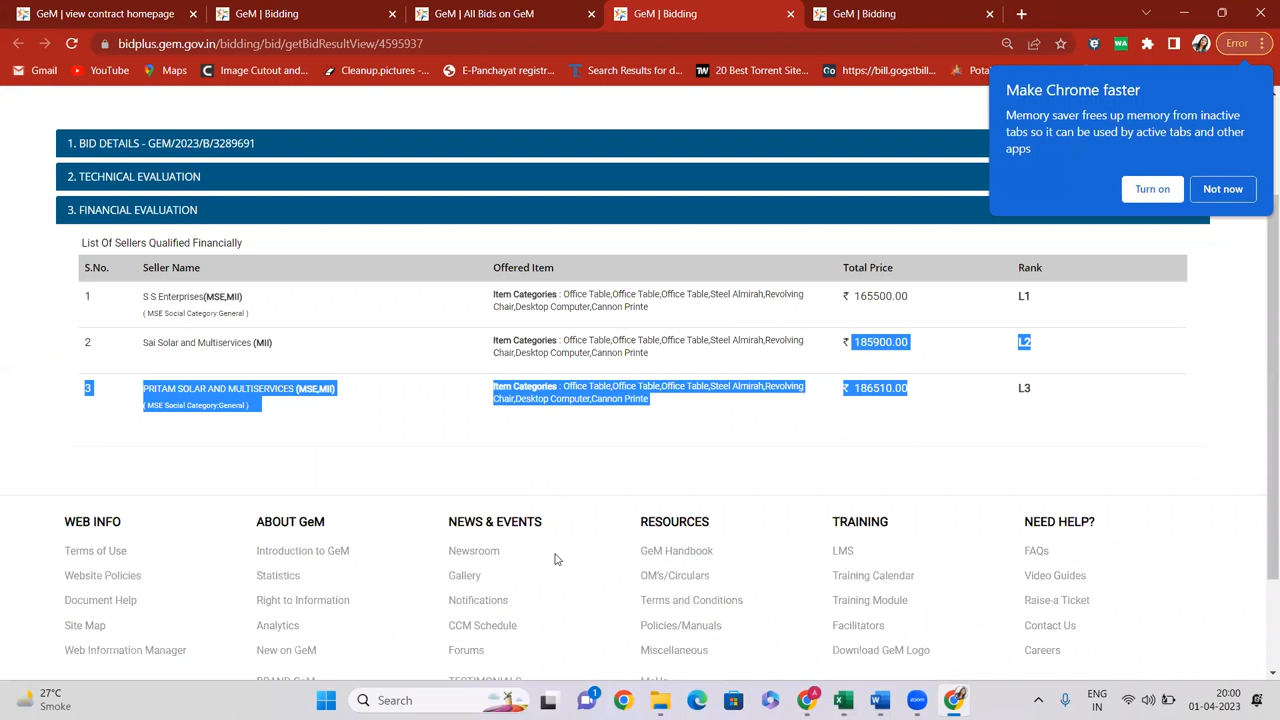 GeM | view contract homepage
GeM | Bidding
GeM | All Bids on GeM
GeM | Bidding
GeM | Bidding
bidplus.gem.gov.in/bidding/bid/getBidResultView/4595937
WA
Error
Gmail
YouTube
Maps
Image Cutout and...
Cleanup.pictures -...
E-Panchayat registr...
Search Results for d...
20 Best Torrent Site...
https://bill.gogstbill...
Make Chrome faster
Memory saver frees up memory from inactive
tabs so it can be used by active tabs and other
apps
Turn on
Not now
1. BID DETAILS - GEM/2023/B/3289691
2. TECHNICAL EVALUATION
3. FINANCIAL EVALUATION
List Of Sellers Qualified Financially
S.No. Seller Name Offered Item Total Price Rank
1 S S Enterprises(MSE,MII) Item Categories : Office Table,Office Table,Office Table,Steel Almirah,Revolving ₹ 165500.00 L1
( MSE Social Category:General ) Chair,Desktop Computer,Cannon Printe
2 Sai Solar and Multiservices (MII) Item Categories : Office Table,Office Table,Office Table,Steel Almirah,Revolving ₹ 185900.00 L2
Chair,Desktop Computer,Cannon Printe
3 PRITAM SOLAR AND MULTISERVICES (MSE,MII) Item Categories : Office Table,Office Table,Office Table,Steel Almirah,Revolving ₹ 186510.00 L3
( MSE Social Category:General ) Chair,Desktop Computer,Cannon Printe
WEB INFO
Terms of Use
Website Policies
Document Help
Site Map
Web Information Manager
ABOUT GeM
Introduction to GeM
Statistics
Right to Information
Analytics
New on GeM
NEWS & EVENTS
Newsroom
Gallery
Notifications
CCM Schedule
Forums
RESOURCES
GeM Handbook
OM's/Circulars
Terms and Conditions
Policies/Manuals
Miscellaneous
TRAINING
LMS
Training Calendar
Training Module
Facilitators
Download GeM Logo
NEED HELP?
FAQs
Video Guides
Raise-a Ticket
Contact Us
Careers
27°C
Smoke
Search
1
zoom
ENG
IN
20:00
01-04-2023